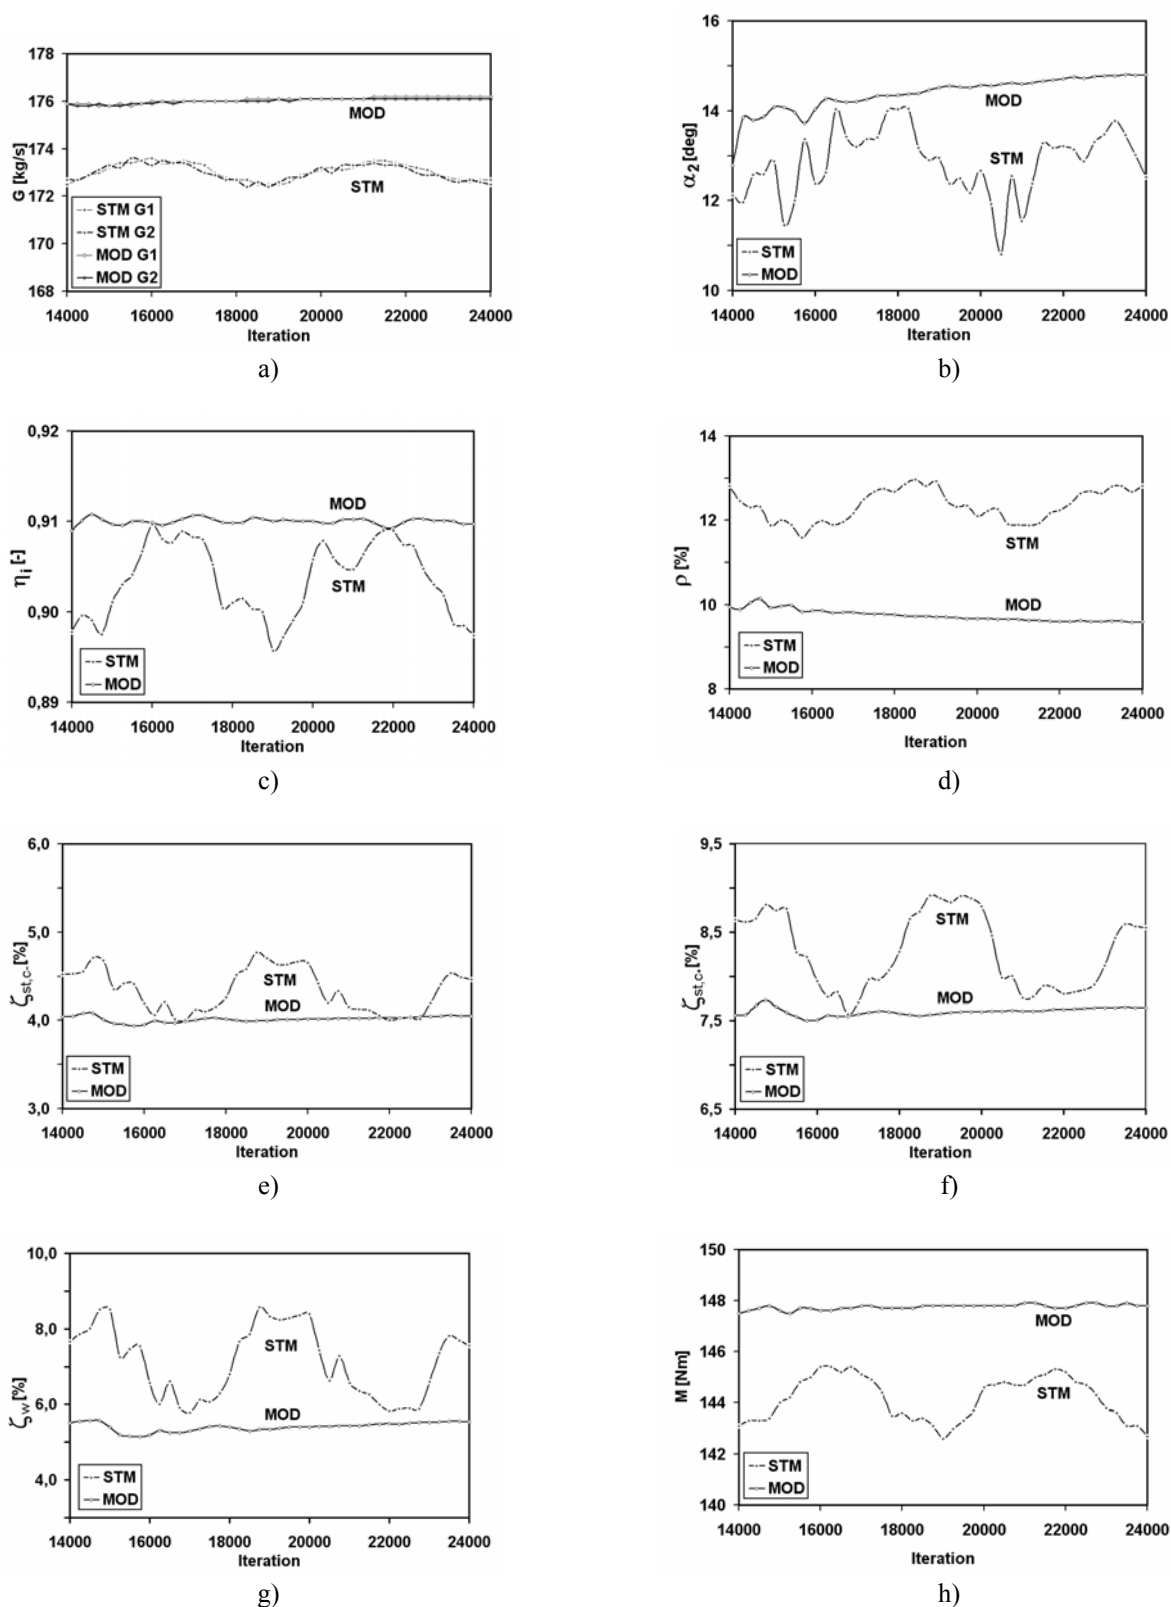 178
176
174
172
170
168
G [kg/s]
MOD
STM
STM G1
STM G2
MOD G1
MOD G2
14000 16000 18000 20000 22000 24000
Iteration
a)
16
14
12
10
α2 [deg]
MOD
STM
STM
MOD
14000 16000 18000 20000 22000 24000
Iteration
b)
0,92
0,91
0,90
0,89
ηi [-]
MOD
STM
STM
MOD
14000 16000 18000 20000 22000 24000
Iteration
c)
14
12
10
8
ρ [%]
STM
MOD
STM
MOD
14000 16000 18000 20000 22000 24000
Iteration
d)
6,0
5,0
4,0
3,0
ζst,c- [%]
STM
MOD
STM
MOD
14000 16000 18000 20000 22000 24000
Iteration
e)
9,5
8,5
7,5
6,5
ζst,c- [%]
STM
MOD
STM
MOD
14000 16000 18000 20000 22000 24000
Iteration
f)
10,0
8,0
6,0
4,0
ζw [%]
STM
MOD
STM
MOD
14000 16000 18000 20000 22000 24000
Iteration
g)
150
148
146
144
142
140
M [Nm]
MOD
STM
STM
MOD
14000 16000 18000 20000 22000 24000
Iteration
h)